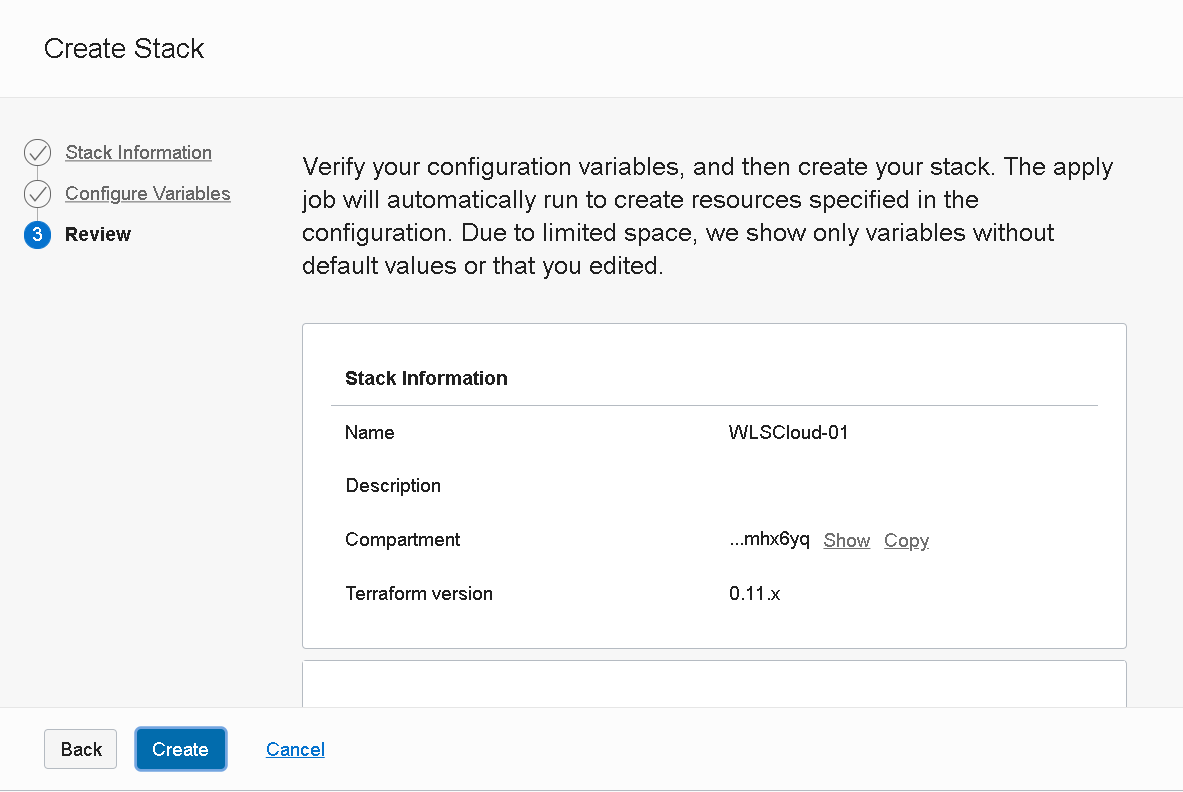 Create Stack
Stack Information
Configure Variables
3 Review
Verify your configuration variables, and then create your stack. The apply
job will automatically run to create resources specified in the
configuration. Due to limited space, we show only variables without
default values or that you edited.
Stack Information
Name WLSCloud-01
Description
Compartment ...mhx6yq Show Copy
Terraform version 0.11.x
Back Create Cancel